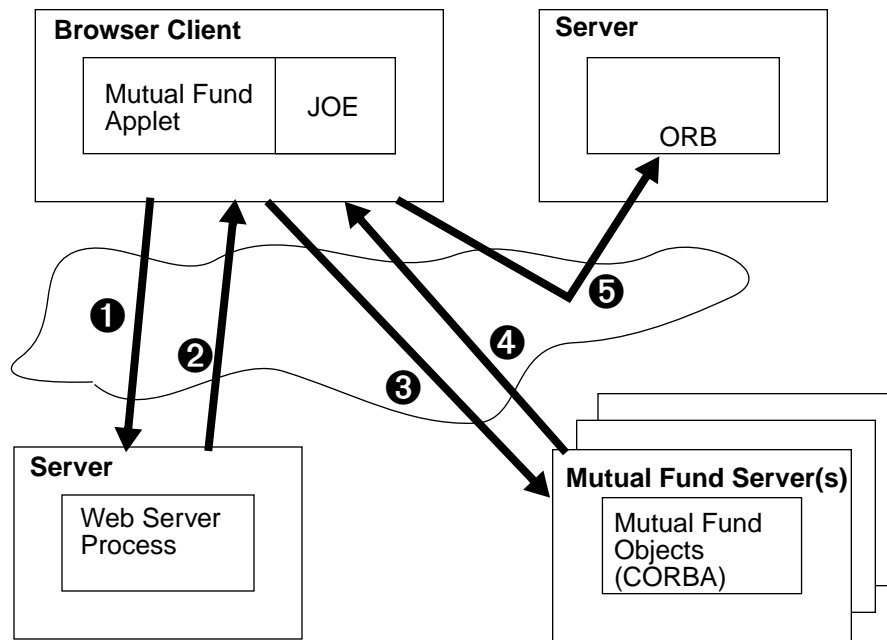 Browser Client
Mutual Fund
Applet
JOE
Server
ORB
❶
❷
❸
❹
❺
Server
Web Server
Process
Mutual Fund Server(s)
Mutual Fund
Objects
(CORBA)